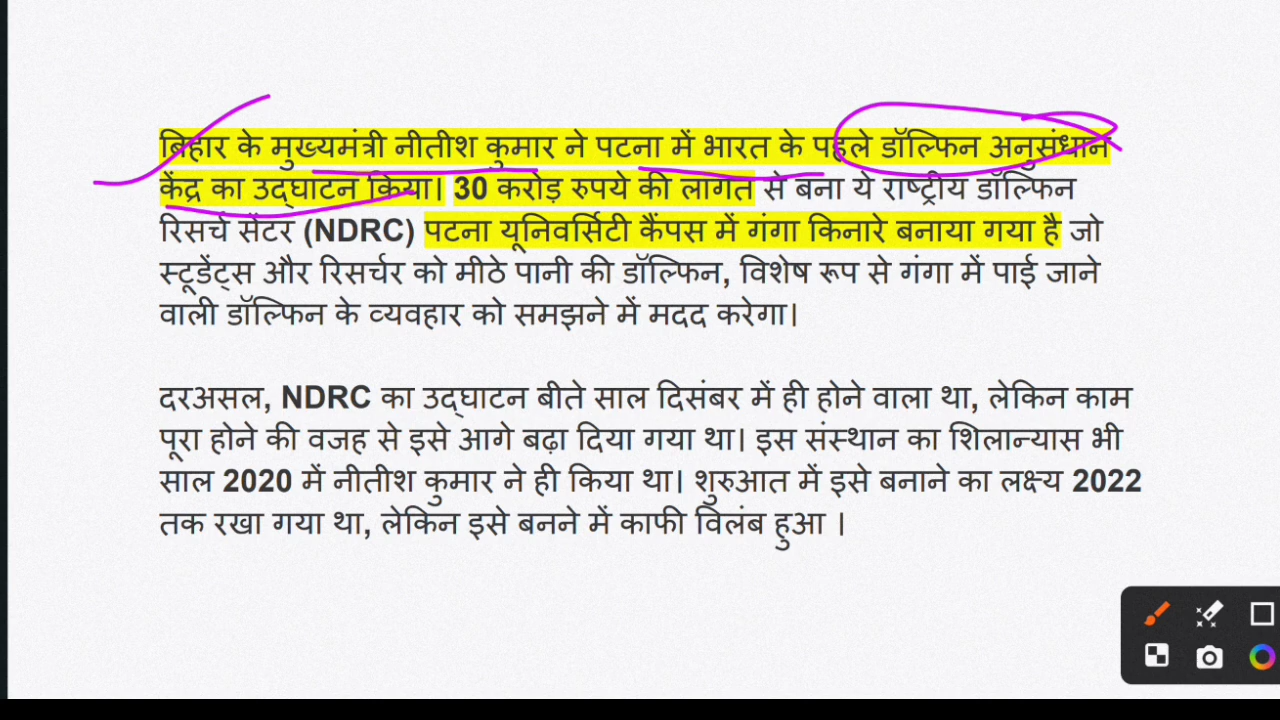 बिहार के मुख्यमंत्री नीतीश कुमार ने पटना में भारत के पहले डॉल्फिन अनुसंधान
केंद्र का उद्घाटन किया। 30 करोड़ रुपये की लागत से बना ये राष्ट्रीय डॉल्फिन
रिसर्च सेंटर (NDRC) पटना यूनिवर्सिटी कैंपस में गंगा किनारे बनाया गया है जो
स्टूडेंट्स और रिसर्चर को मीठे पानी की डॉल्फिन, विशेष रूप से गंगा में पाई जाने
वाली डॉल्फिन के व्यवहार को समझने में मदद करेगा।
दरअसल, NDRC का उद्घाटन बीते साल दिसंबर में ही होने वाला था, लेकिन काम
पूरा होने की वजह से इसे आगे बढ़ा दिया गया था। इस संस्थान का शिलान्यास भी
साल 2020 में नीतीश कुमार ने ही किया था। शुरुआत में इसे बनाने का लक्ष्य 2022
तक रखा गया था, लेकिन इसे बनने में काफी विलंब हुआ ।